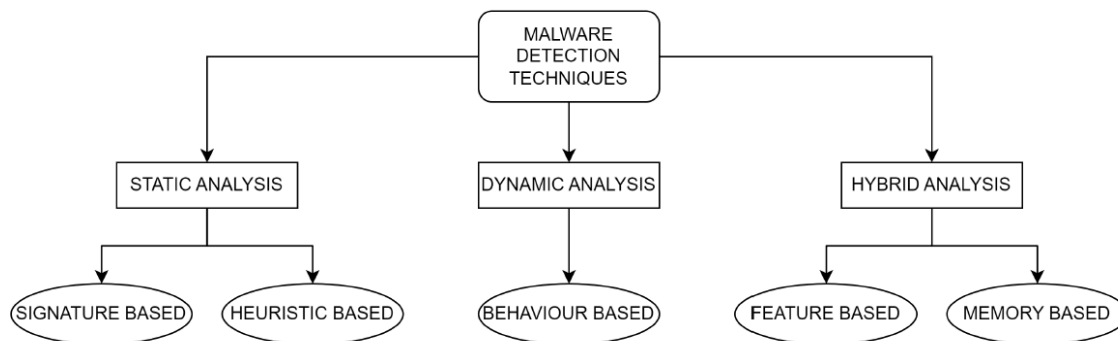 MALWARE
DETECTION
TECHNIQUES
STATIC ANALYSIS
DYNAMIC ANALYSIS
HYBRID ANALYSIS
SIGNATURE BASED
HEURISTIC BASED
BEHAVIOUR BASED
FEATURE BASED
MEMORY BASED